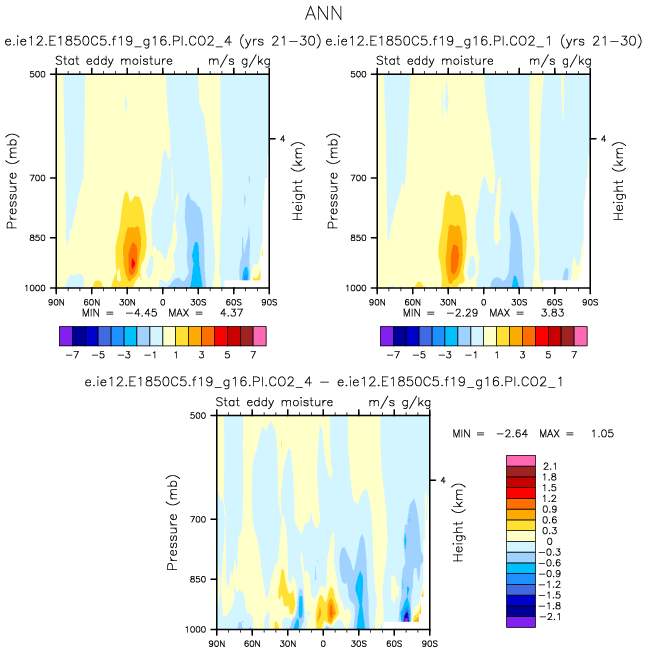 ANN
e.ie12.E1850C5.f19_g16.PI.CO2_4 (yrs 21-30) e.ie12.E1850C5.f19_g16.PI.CO2_1 (yrs 21-30)
Stat eddy moisture m/s g/kg Stat eddy moisture m/s g/kg
500 500
4 4
700 700
850 850
1000 1000
Pressure (mb) Height (km) Pressure (mb) Height (km)
90N 60N 30N 0 30S 60S 90S 90N 60N 30N 0 30S 60S 90S
MIN = -4.45 MAX = 4.37 MIN = -2.29 MAX = 3.83
-7 -5 -3 -1 1 3 5 7 -7 -5 -3 -1 1 3 5 7
e.ie12.E1850C5.f19_g16.PI.CO2_4 - e.ie12.E1850C5.f19_g16.PI.CO2_1
Stat eddy moisture m/s g/kg
500
4
700
850
1000
Pressure (mb) Height (km)
90N 60N 30N 0 30S 60S 90S
MIN = -2.64 MAX = 1.05
2.1
1.8
1.5
1.2
0.9
0.6
0.3
0
-0.3
-0.6
-0.9
-1.2
-1.5
-1.8
-2.1